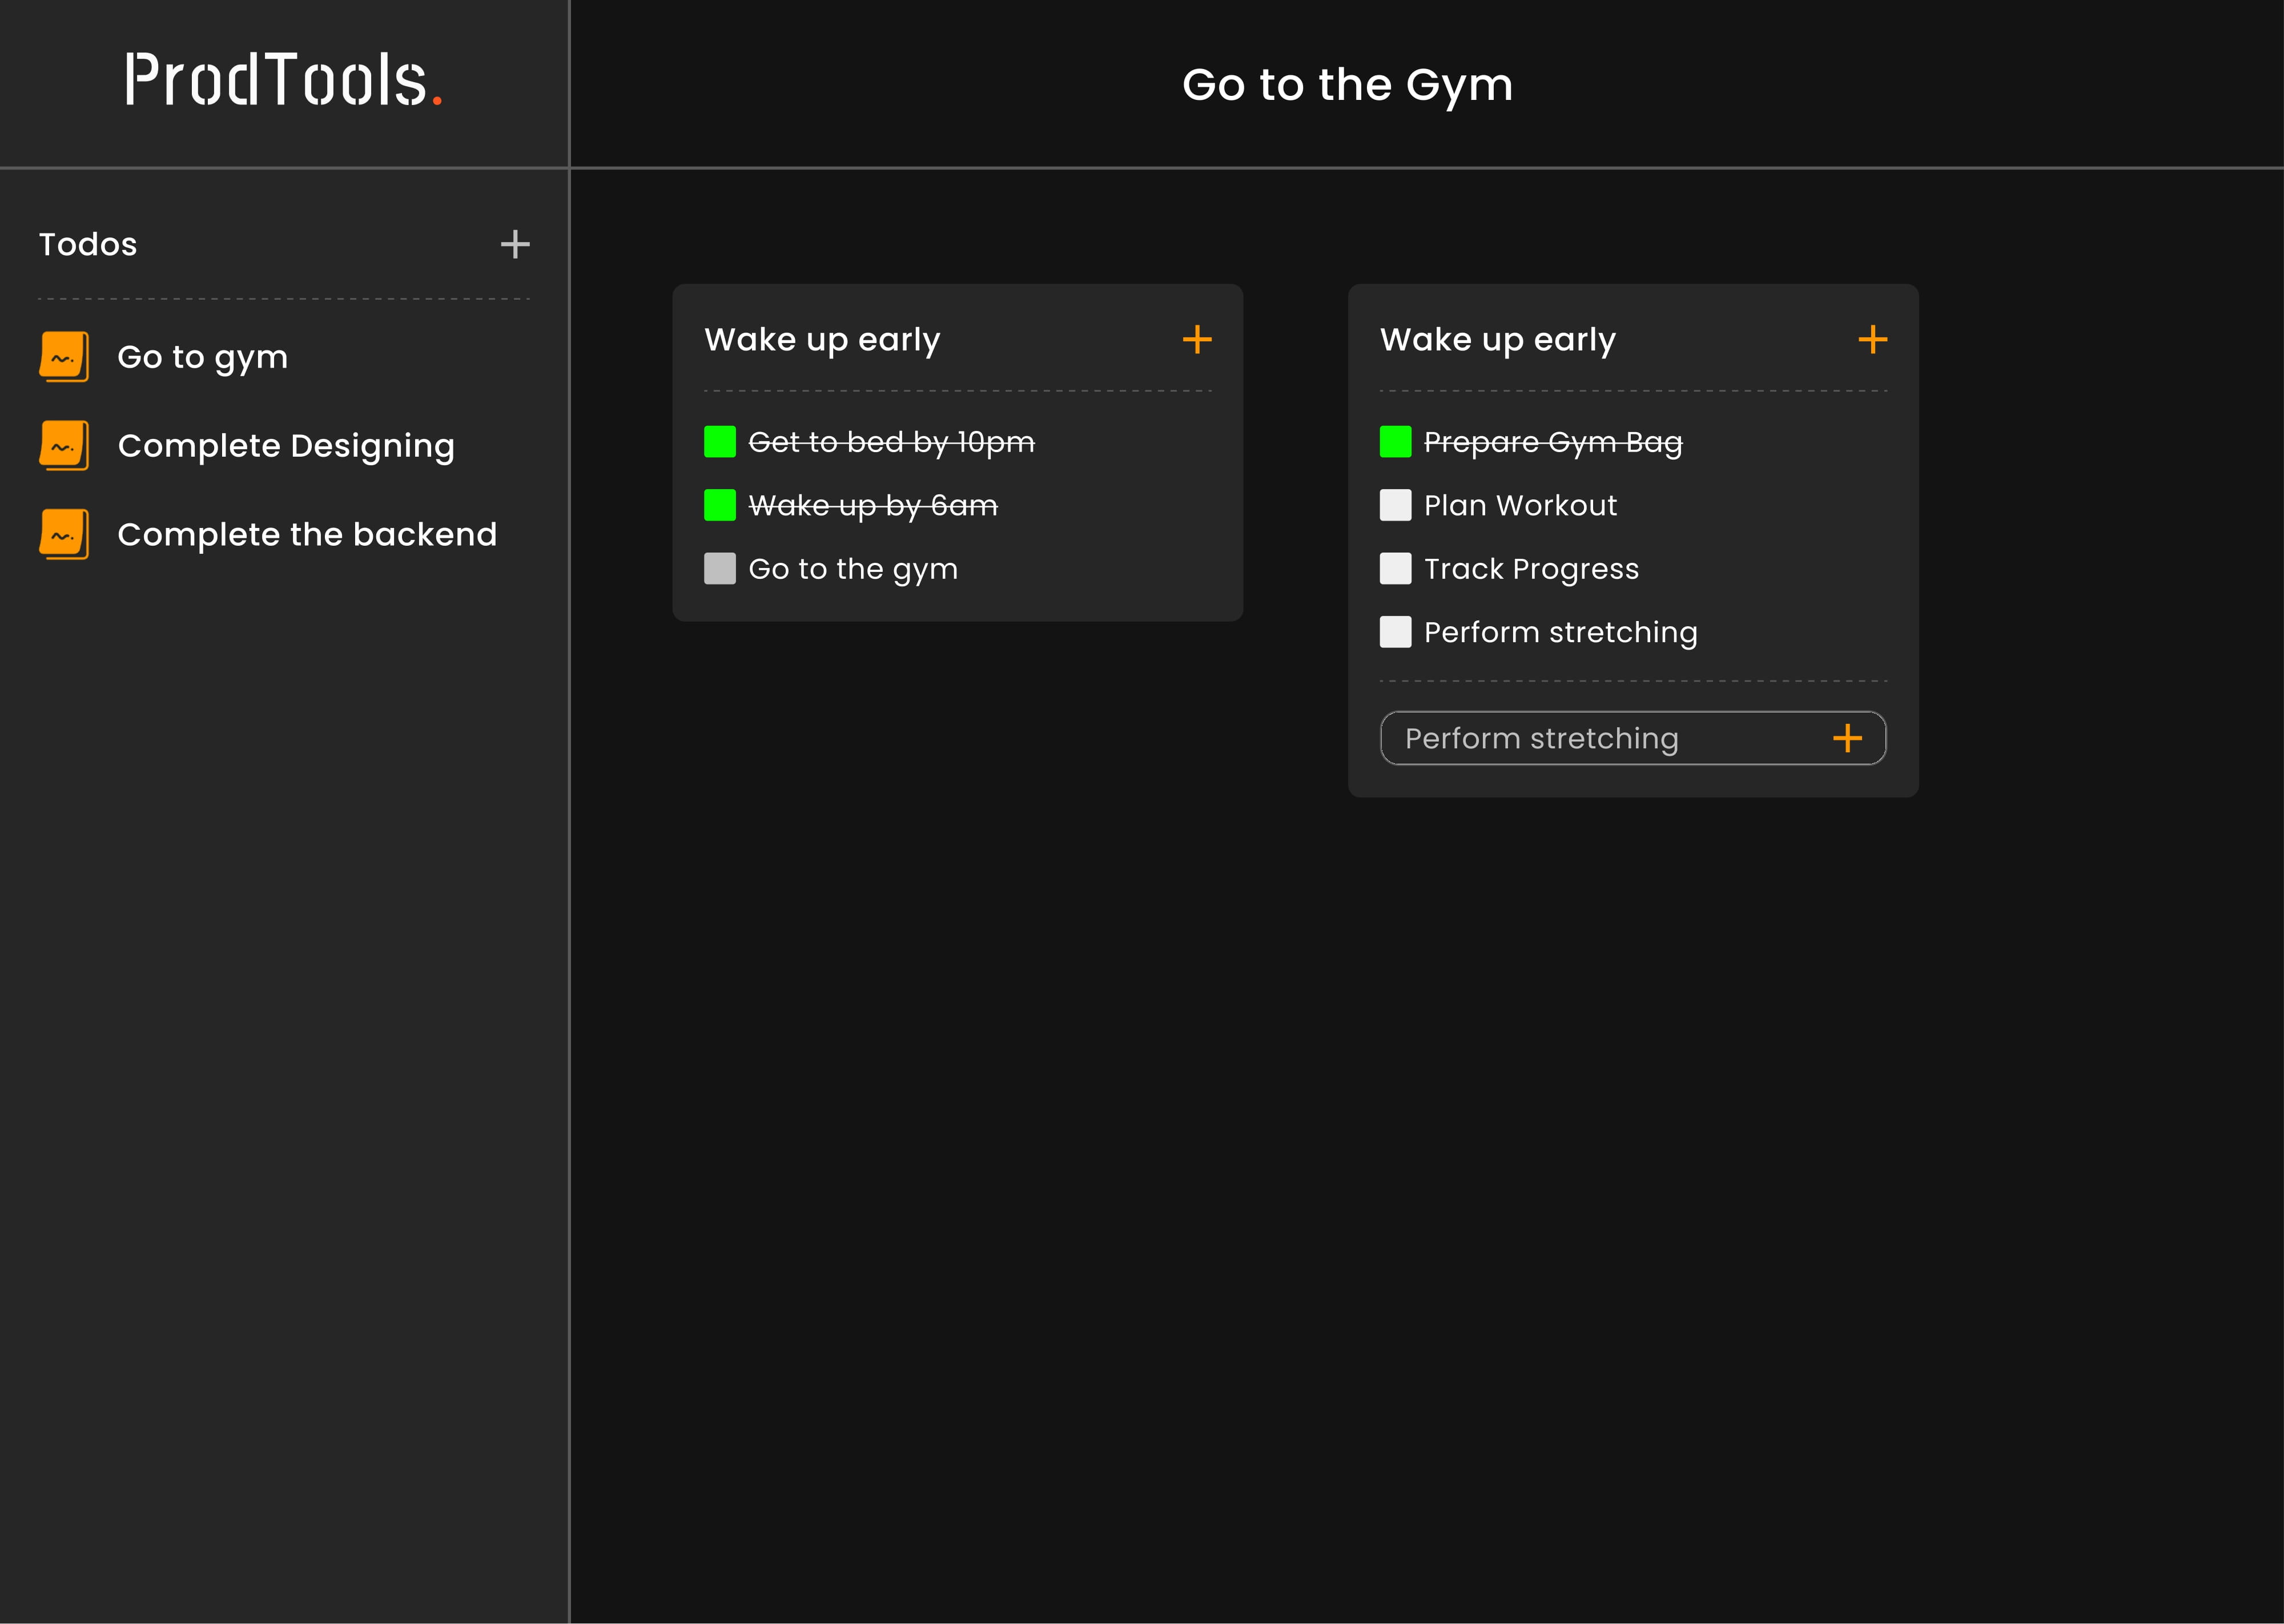 ProdTools.
Go to the Gym
Todos
Go to gym
Complete Designing
Complete the backend
Wake up early
Get to bed by 10pm
Wake up by 6am
Go to the gym
Wake up early
Prepare Gym Bag
Plan Workout
Track Progress
Perform stretching
Perform stretching